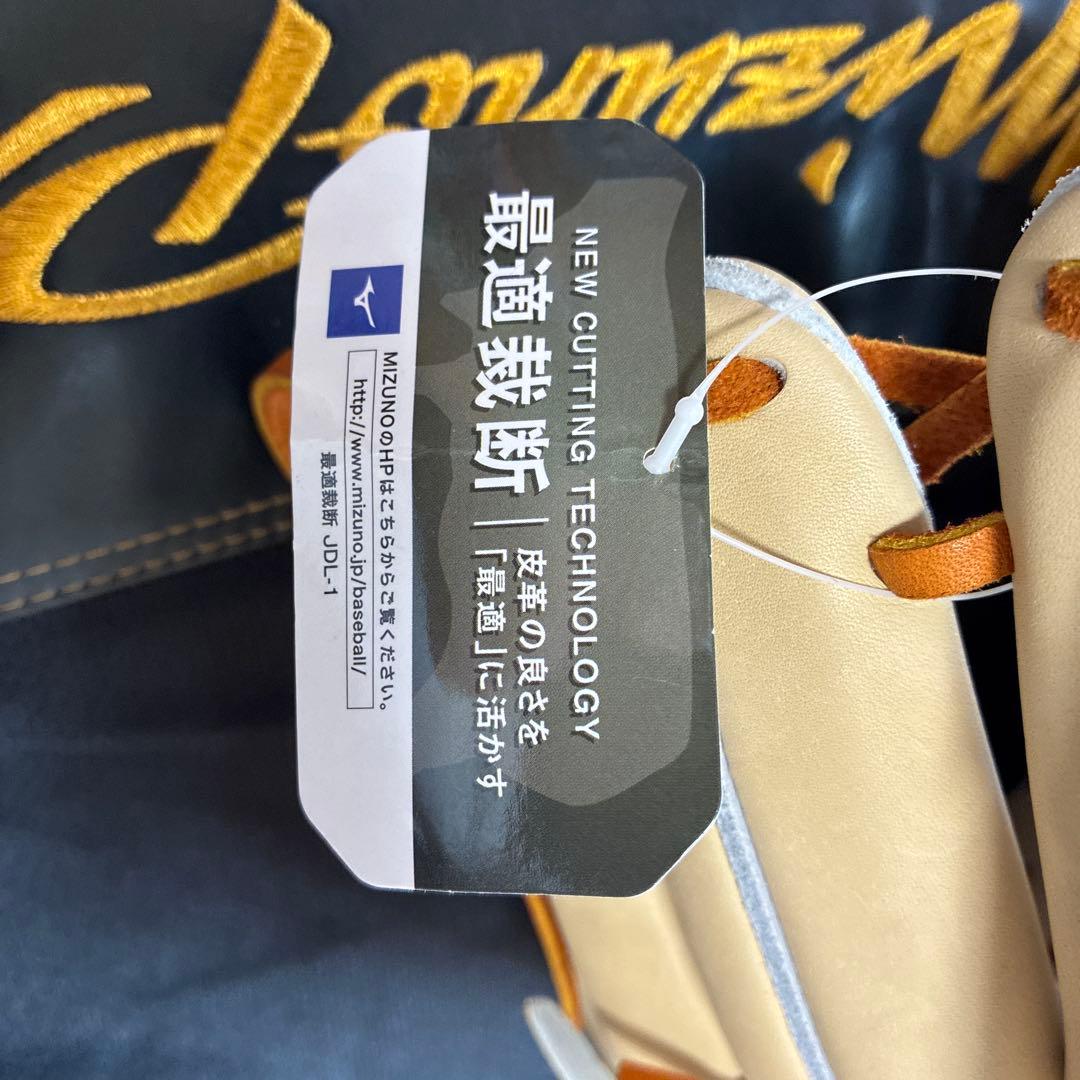 Mizuno Pro
NEW CUTTING TECHNOLOGY
最適裁断
皮革の良さを
「最適」に活かす
MIZUNOのHPはこちらからご覧ください。
http://www.mizuno.jp/baseball/
最適裁断 JDL-1